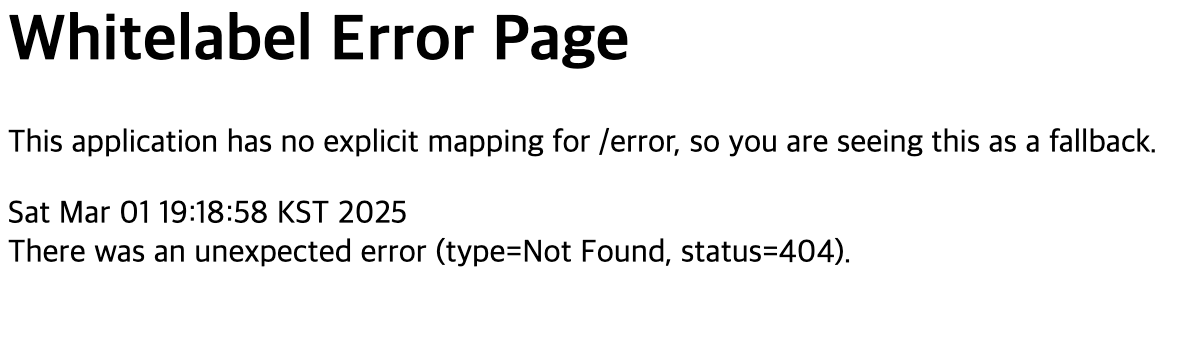 Whitelabel Error Page
This application has no explicit mapping for /error, so you are seeing this as a fallback.
Sat Mar 01 19:18:58 KST 2025
There was an unexpected error (type=Not Found, status=404).